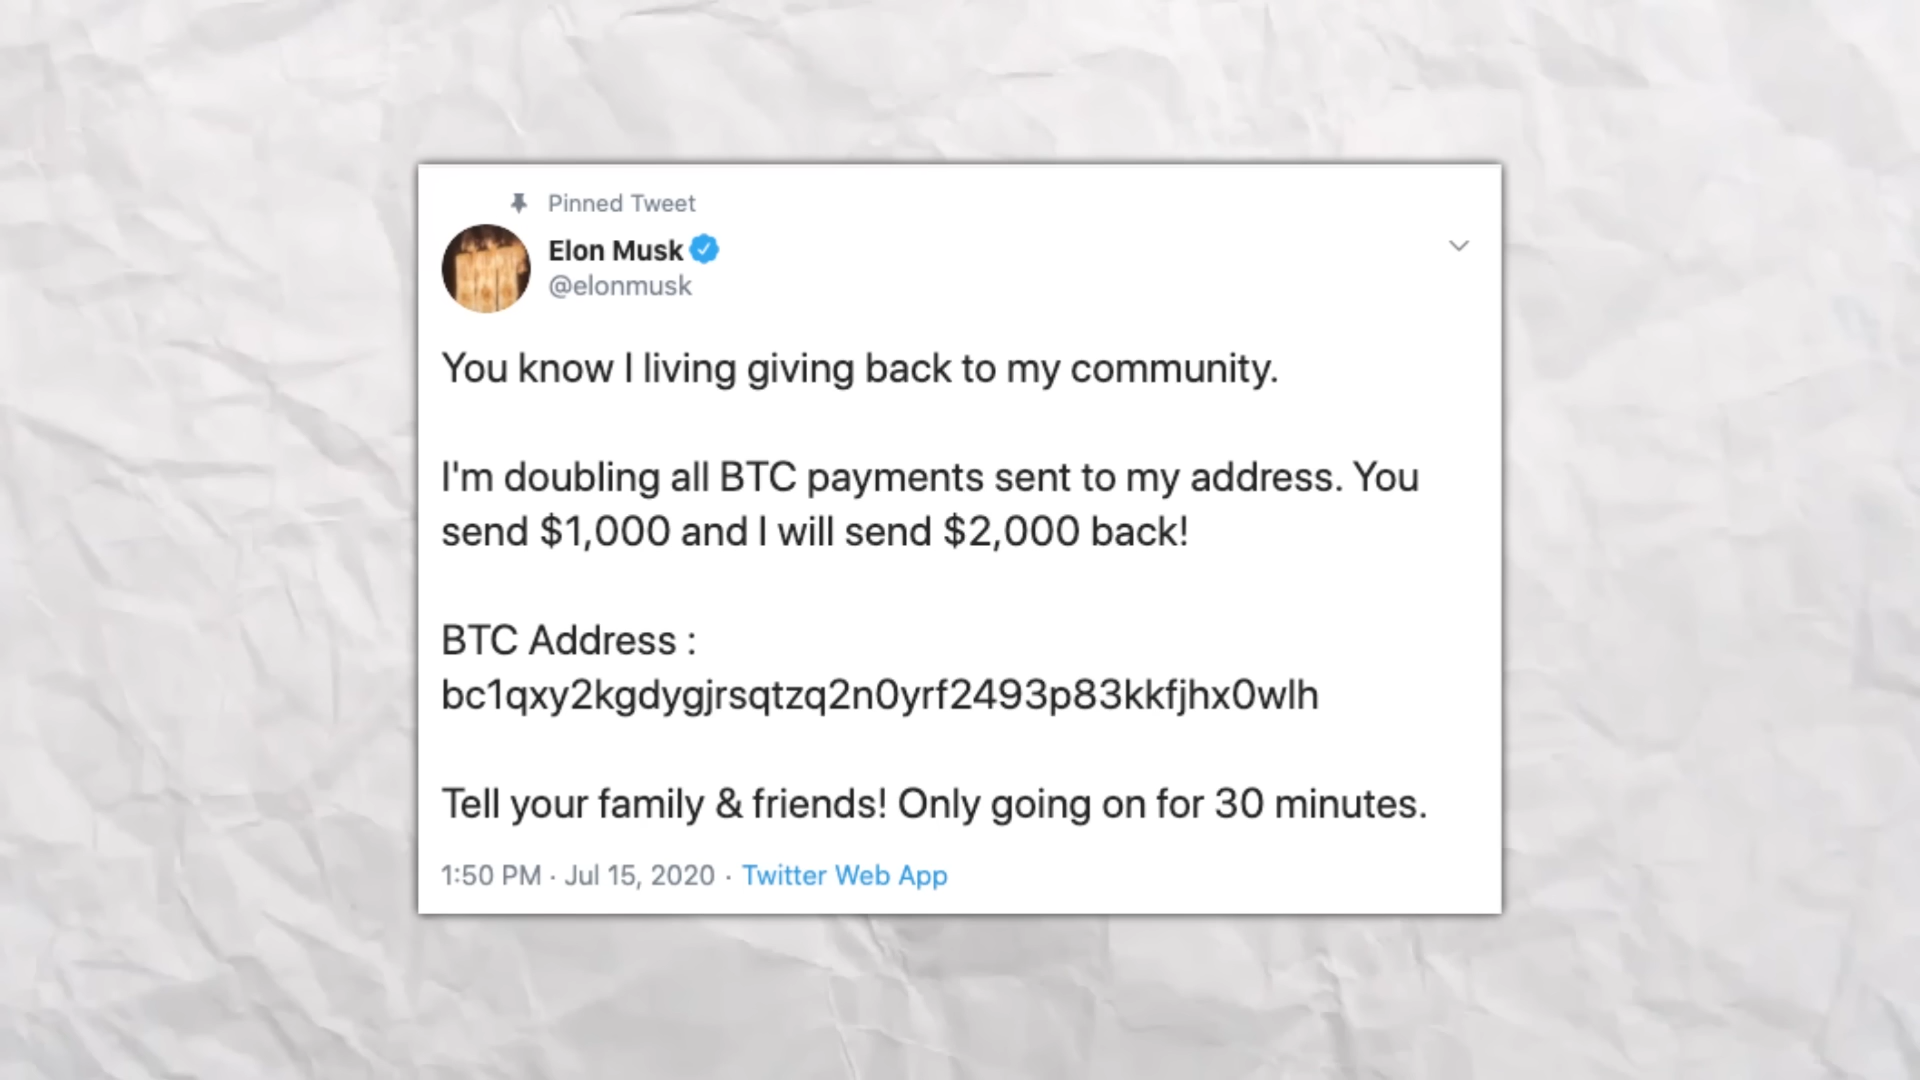 Pinned Tweet
Elon Musk
@elonmusk
You know I living giving back to my community.
I'm doubling all BTC payments sent to my address. You
send $1,000 and I will send $2,000 back!
BTC Address :
bc1qxy2kgdygjrsqtzq2n0yrf2493p83kkfjhx0wlh
Tell your family & friends! Only going on for 30 minutes.
1:50 PM · Jul 15, 2020 · Twitter Web App